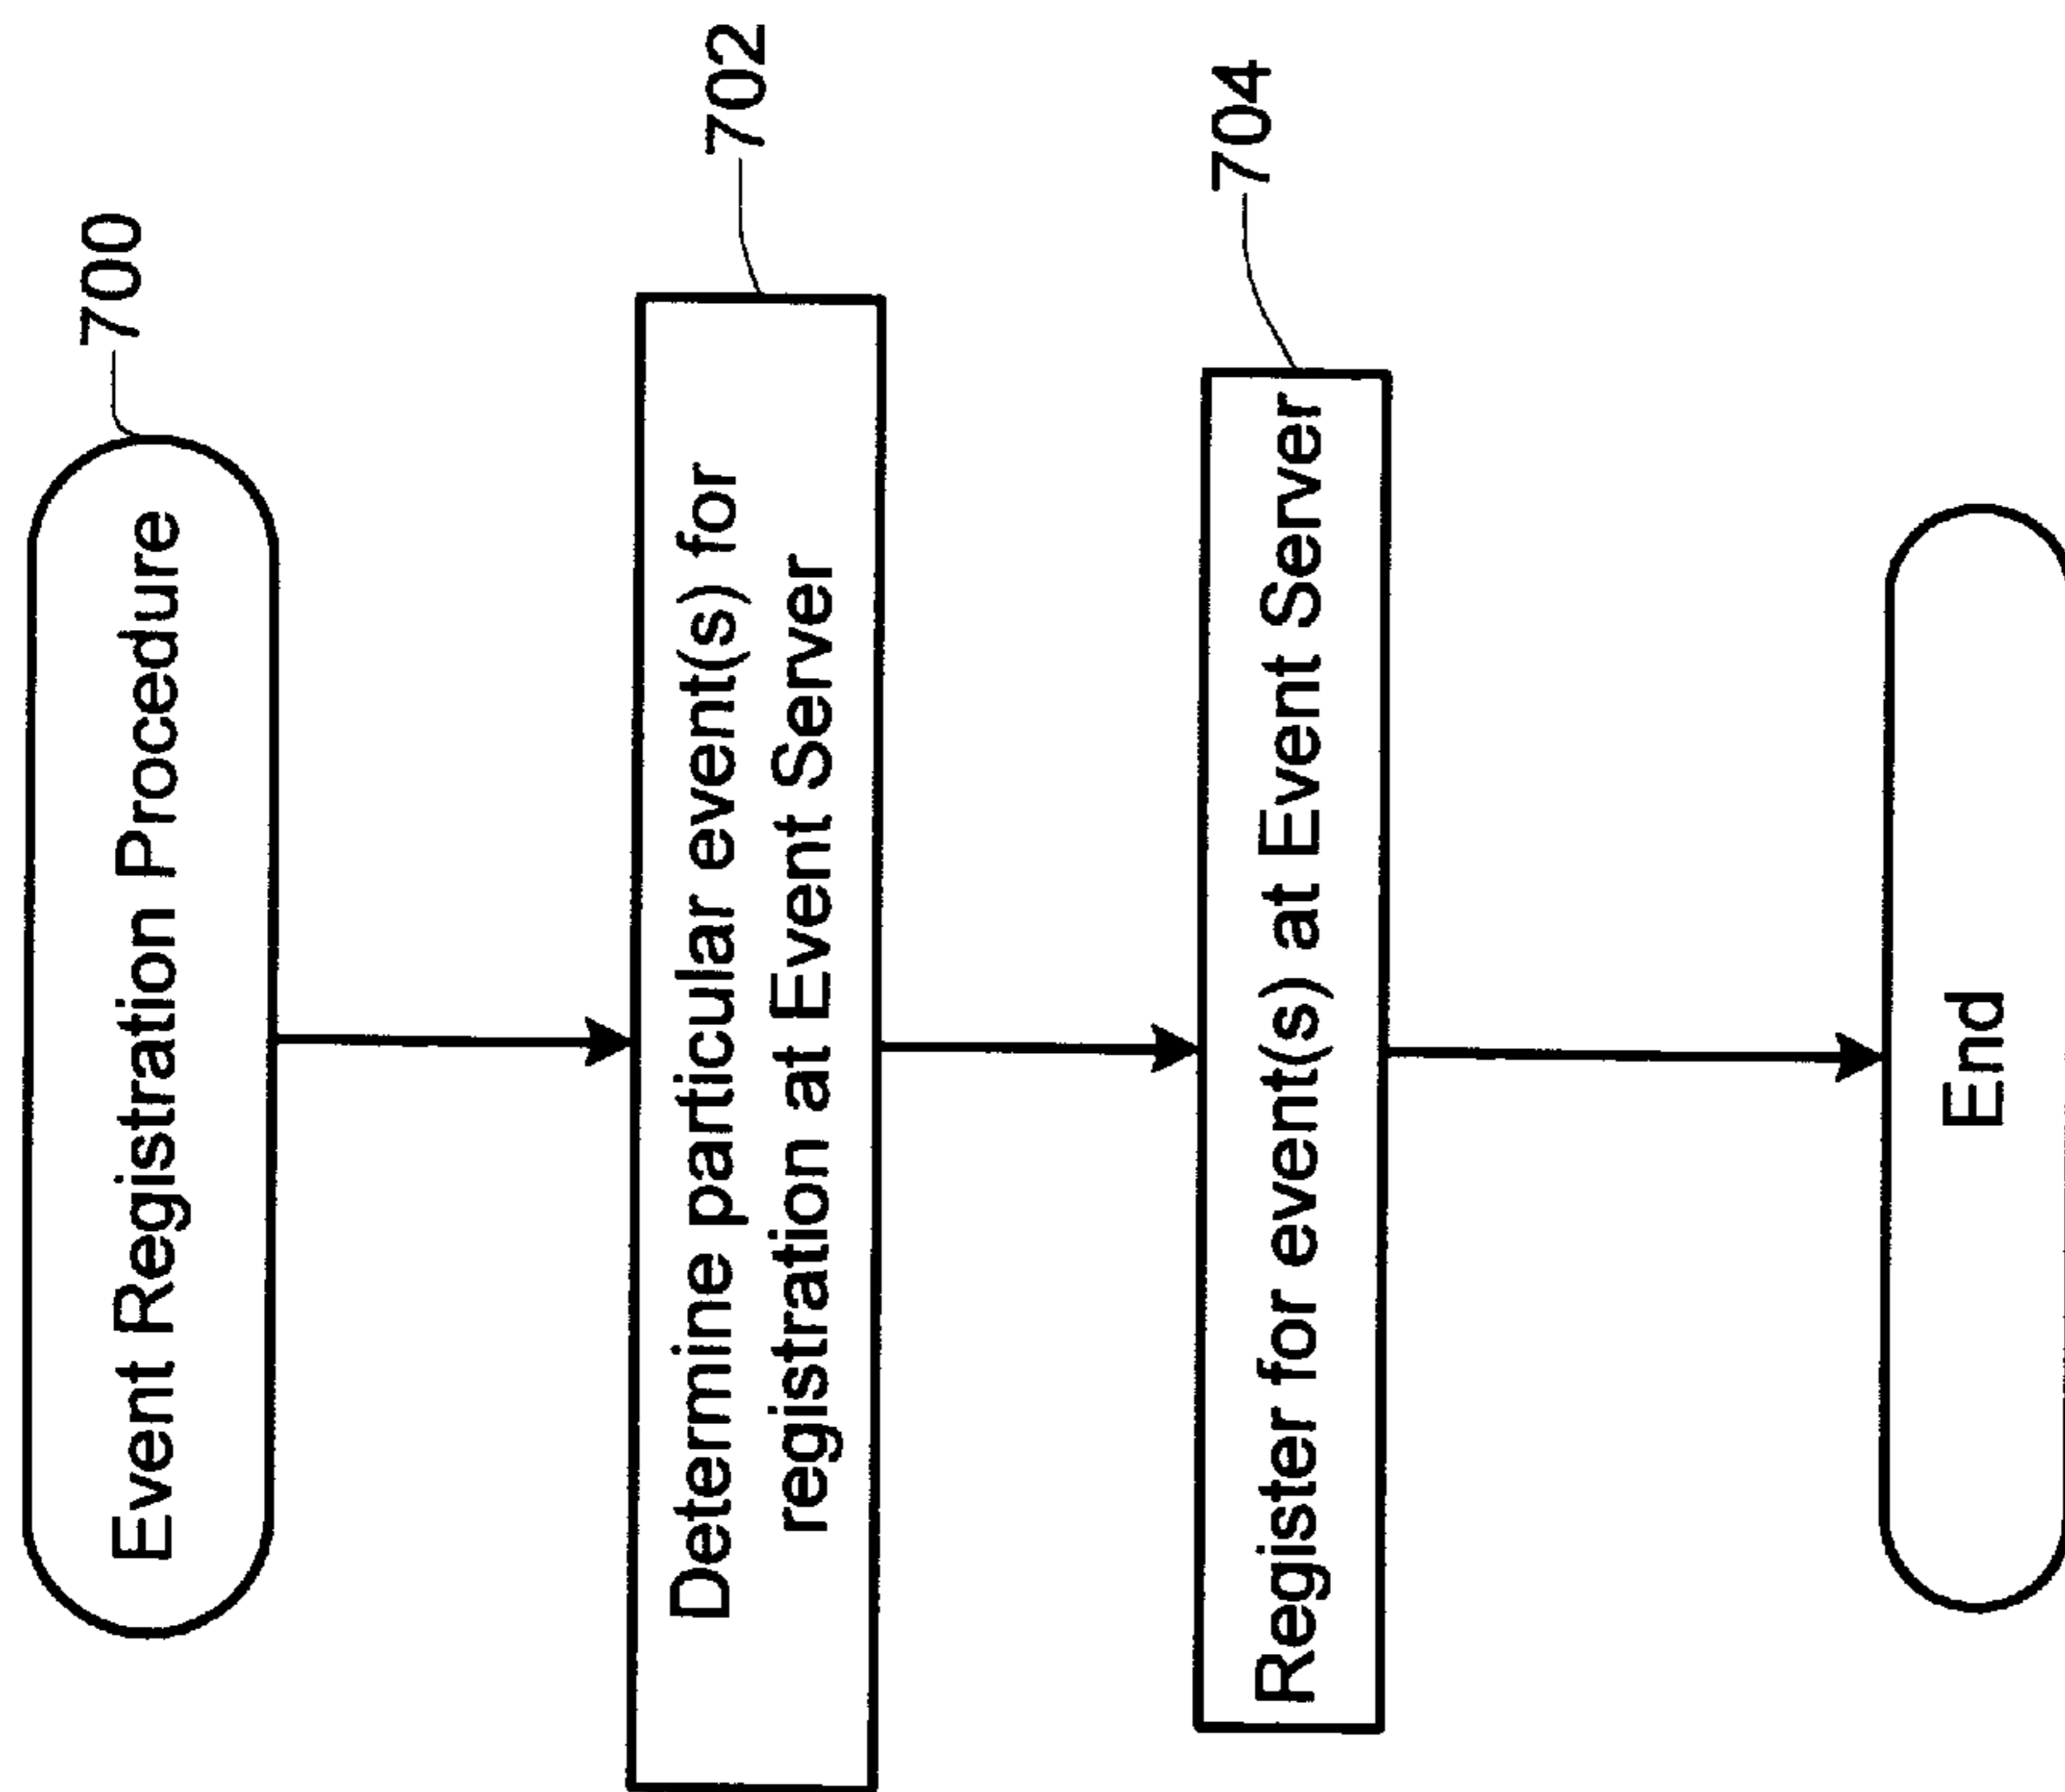 Event Registration Procedure
700
Determine particular event(s) for
registration at Event Server
702
Register for event(s) at Event Server
704
End